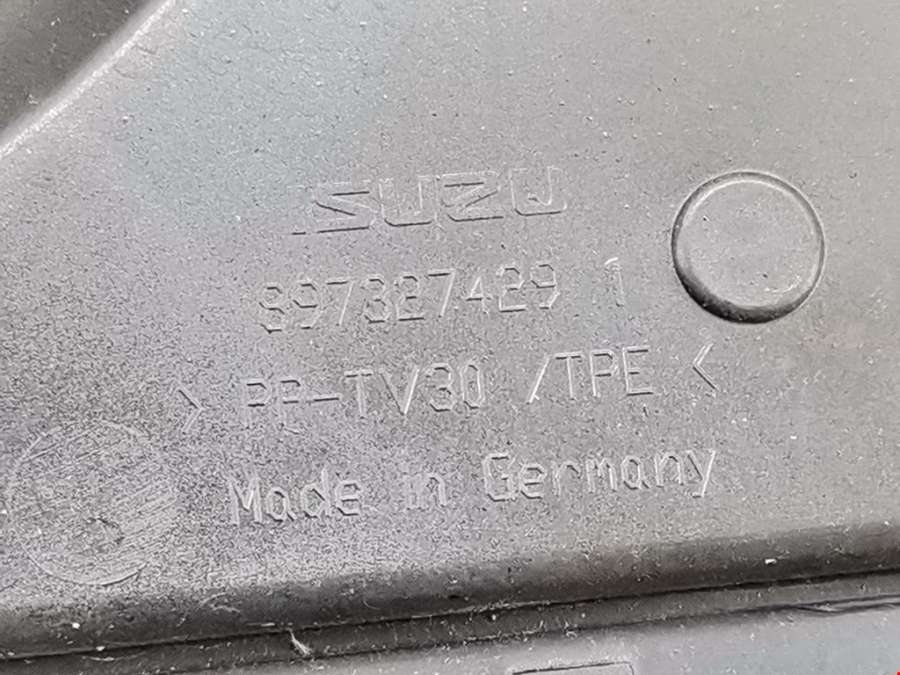 ISUZU
897327429 1
> PP-TV30 /TPE <
Made in Germany